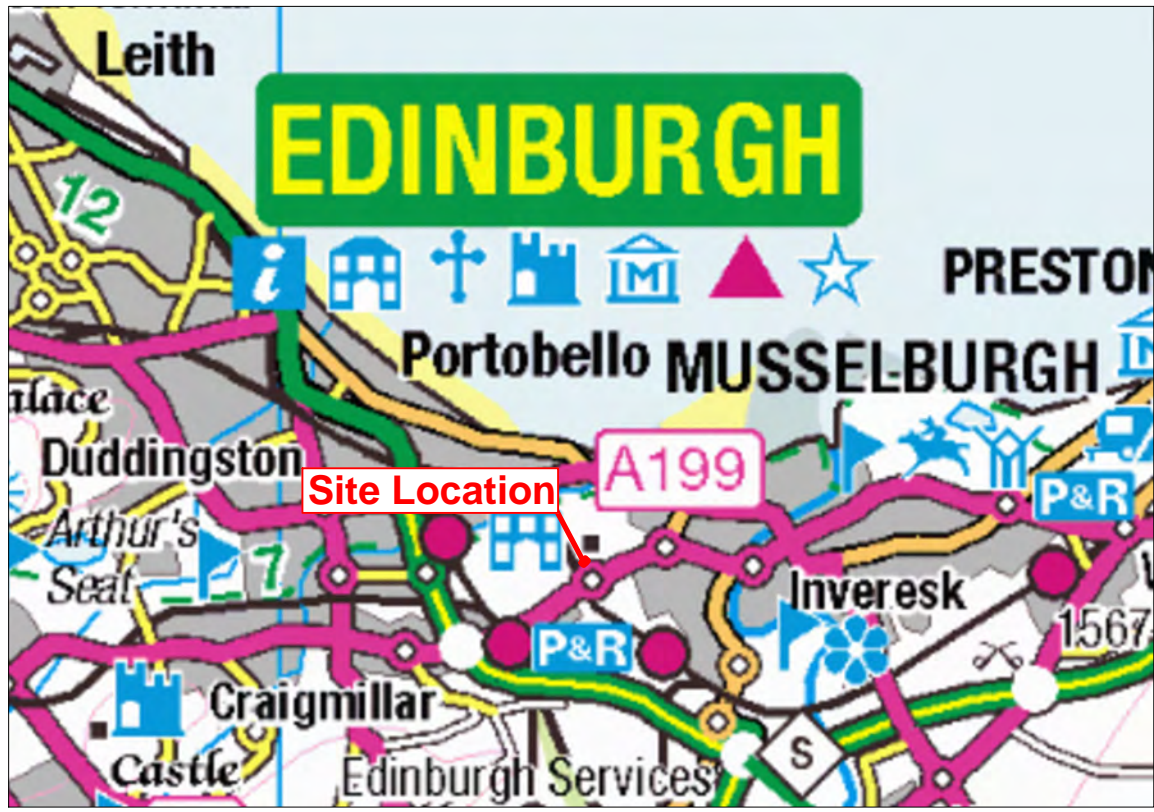 Leith
EDINBURGH
12
i
M
PRESTON
Portobello MUSSELBURGH
alace
Duddingston
A199
Site Location
P&R
Arthur's
Seat
7
Inveresk
1567
P&R
Craigmillar
S
Castle
Edinburgh Services